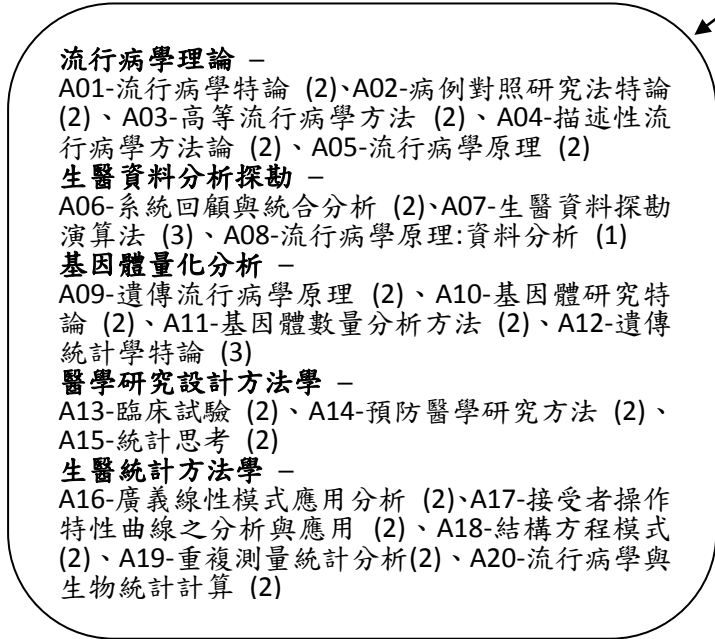 流行病學理論 –
A01-流行病學特論 (2)、A02-病例對照研究法特論
(2)、A03-高等流行病學方法 (2)、A04-描述性流
行病學方法論 (2)、A05-流行病學原理 (2)
生醫資料分析探勘 –
A06-系統回顧與統合分析 (2)、A07-生醫資料探勘
演算法 (3)、A08-流行病學原理:資料分析 (1)
基因體量化分析 –
A09-遺傳流行病學原理 (2)、A10-基因體研究特
論 (2)、A11-基因體數量分析方法 (2)、A12-遺傳
統計學特論 (3)
醫學研究設計方法學 –
A13-臨床試驗 (2)、A14-預防醫學研究方法 (2)、
A15-統計思考 (2)
生醫統計方法學 –
A16-廣義線性模式應用分析 (2)、A17-接受者操作
特性曲線之分析與應用 (2)、A18-結構方程模式
(2)、A19-重複測量統計分析(2)、A20-流行病學與
生物統計計算 (2)